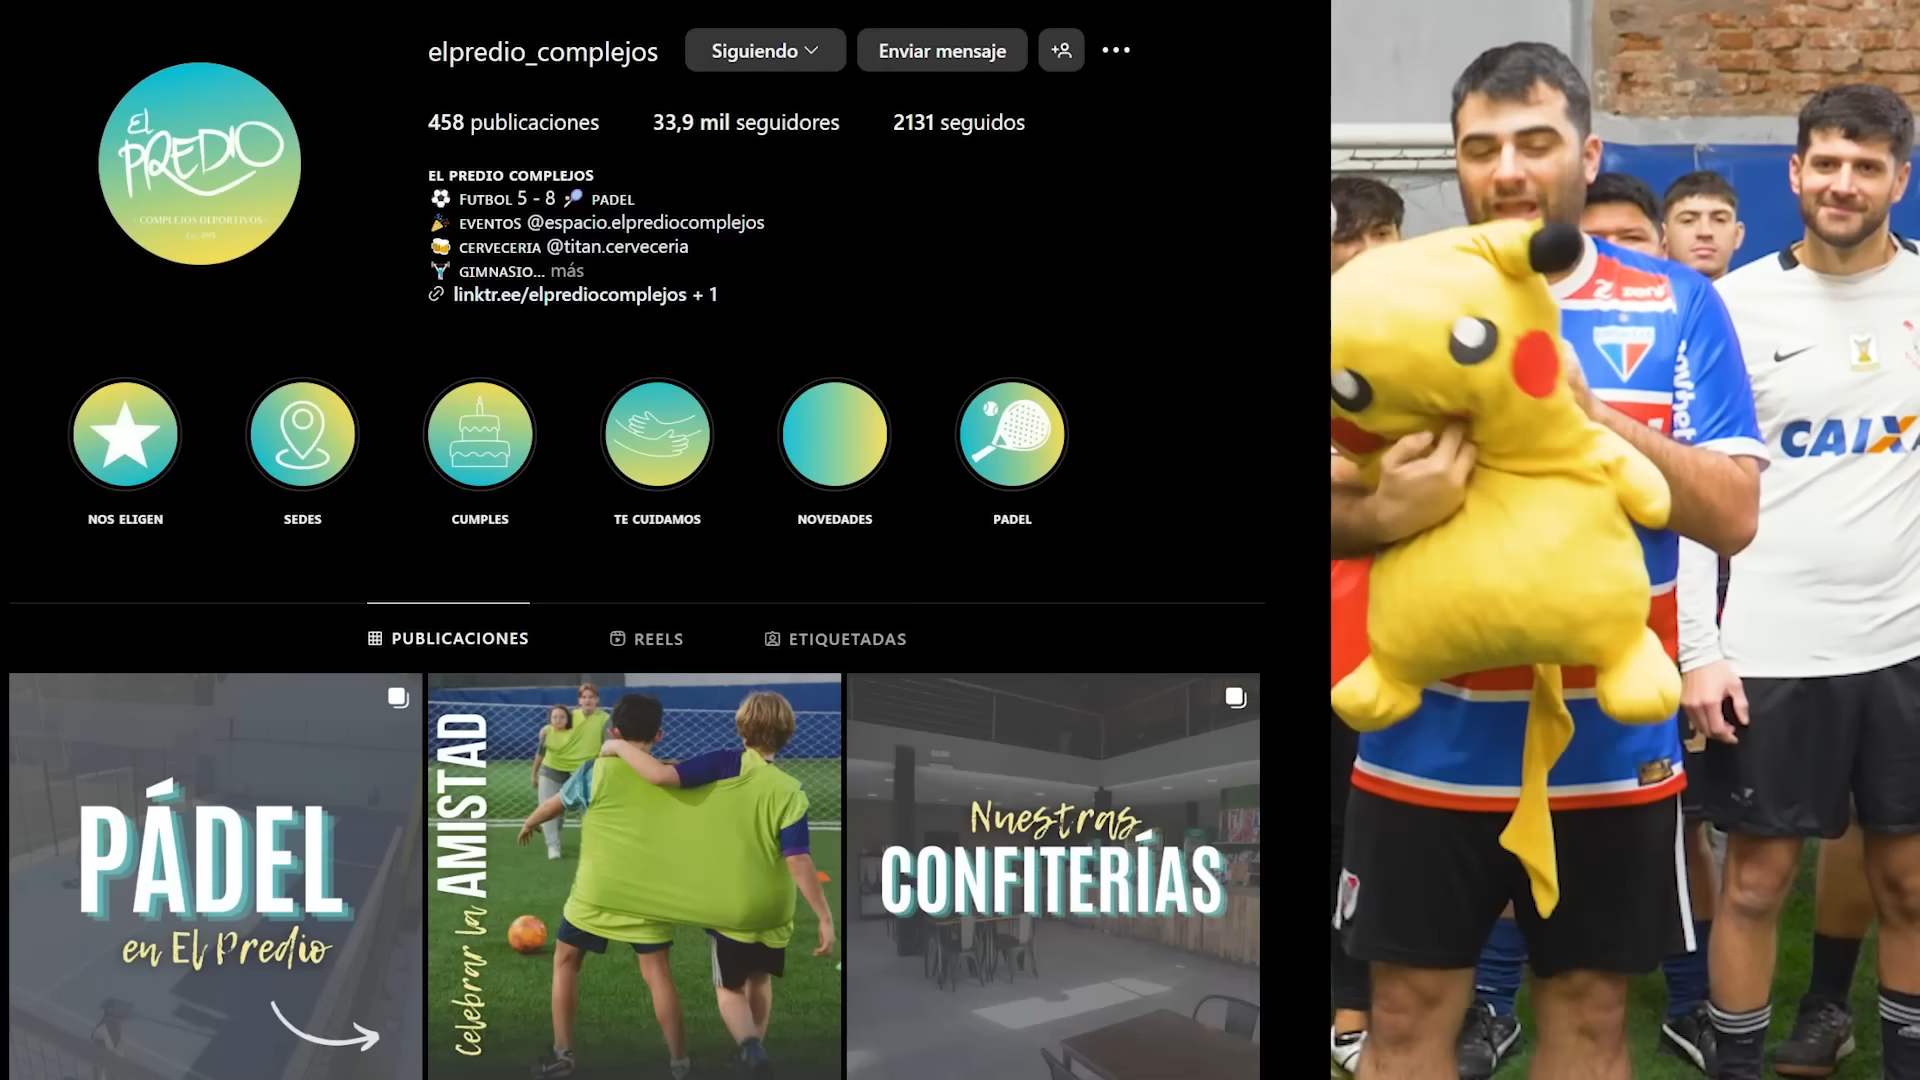 elpredio_complejos
Siguiendo
Enviar mensaje
458 publicaciones
33,9 mil seguidores
2131 seguidos
EL PREDIO COMPLEJOS
⚽ FUTBOL 5 - 8 🎾 PADEL
🎉 EVENTOS @espacio.elprediocomplejos
🍻 CERVECERIA @titan.cerveceria
🏋 GIMNASIO... más
linktr.ee/elprediocomplejos + 1
EL
PREDIO
- COMPLEJOS DEPORTIVOS -
NOS ELIGEN
SEDES
CUMPLES
TE CUIDAMOS
NOVEDADES
PADEL
PUBLICACIONES
REELS
ETIQUETADAS
PÁDEL
en El Predio
Celebrar la AMISTAD
Nuestras
CONFITERÍAS
CAIX